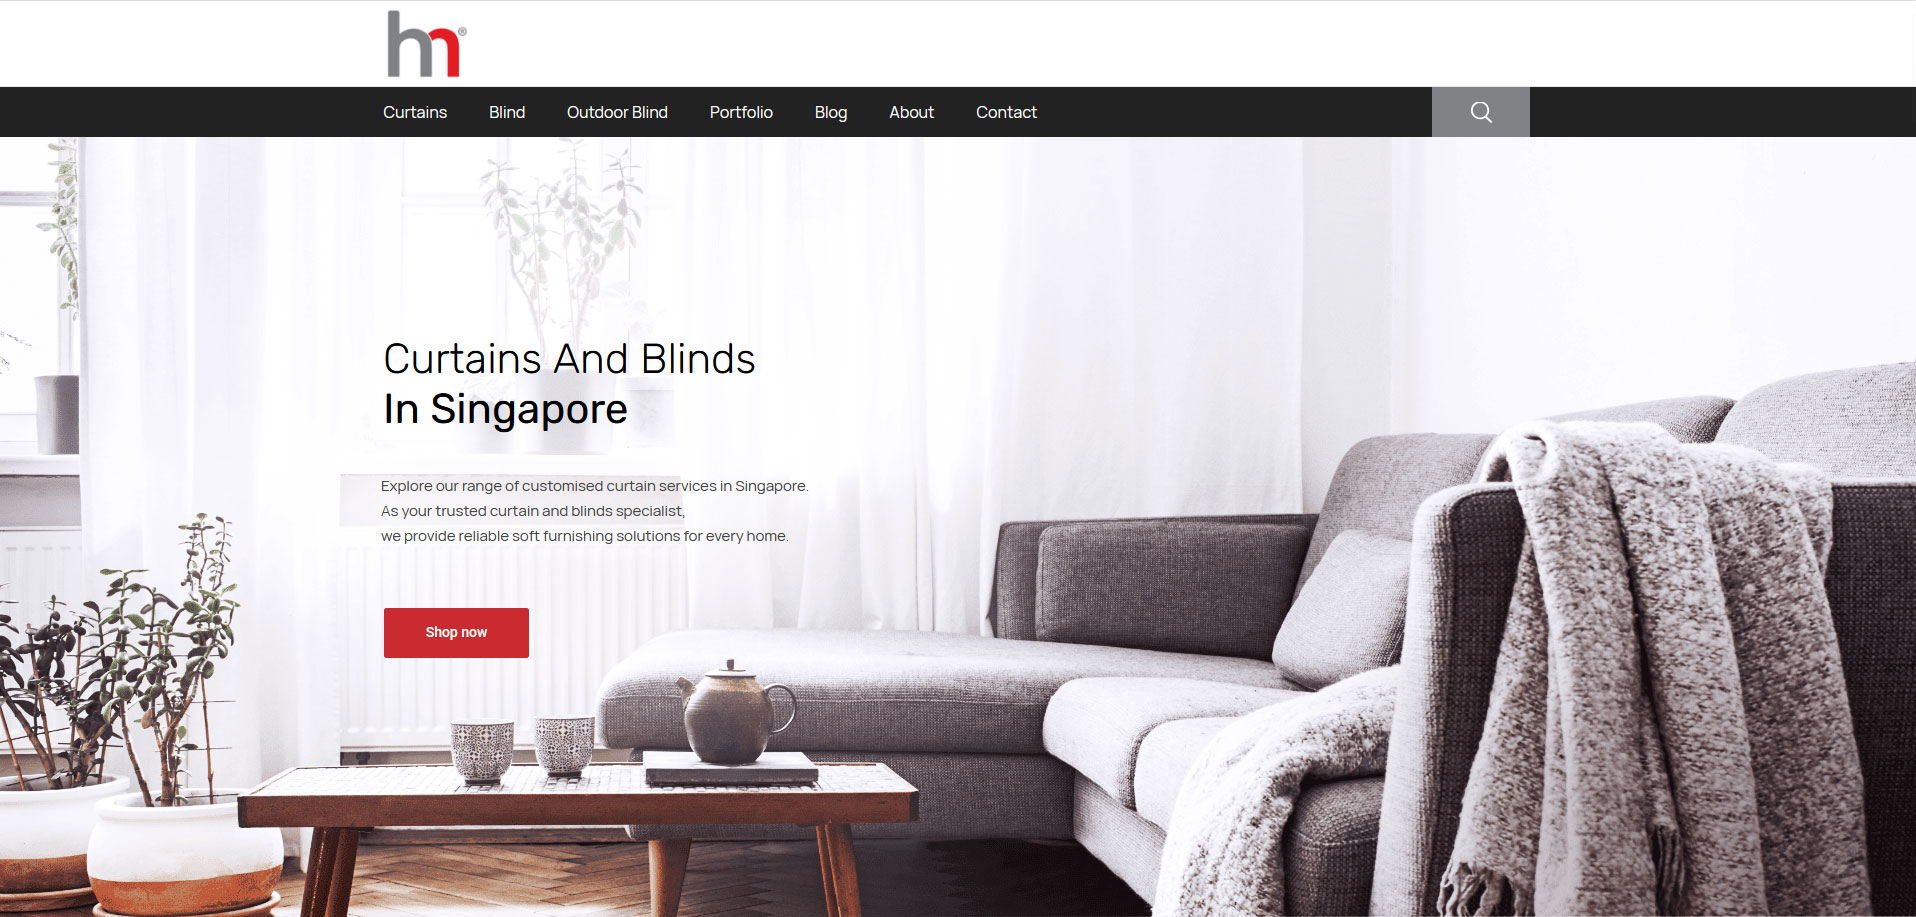 hn®
Curtains Blind Outdoor Blind Portfolio Blog About Contact
Curtains And Blinds
In Singapore
Explore our range of customised curtain services in Singapore.
As your trusted curtain and blinds specialist,
we provide reliable soft furnishing solutions for every home.
Shop now